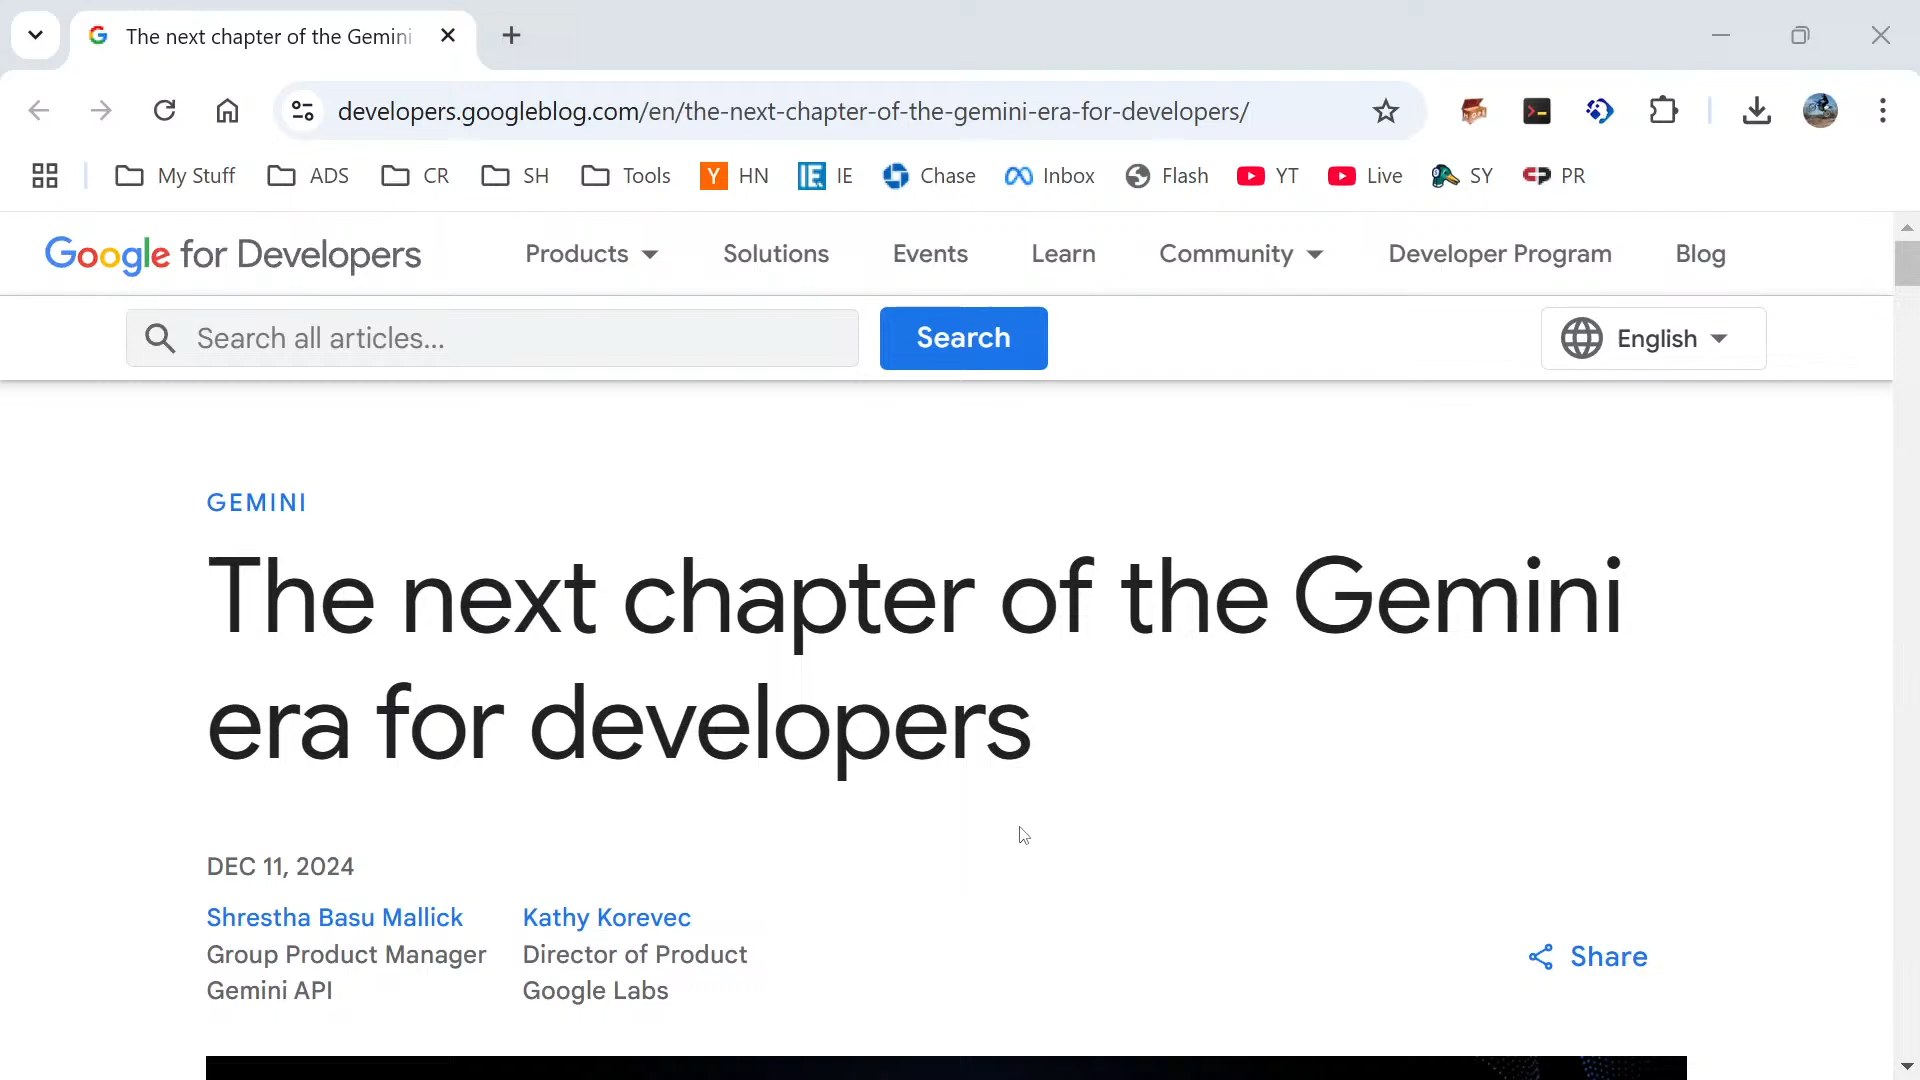 The next chapter of the Gemini
developers.googleblog.com/en/the-next-chapter-of-the-gemini-era-for-developers/
My Stuff ADS CR SH Tools Y HN IE IE Chase Inbox Flash YT Live SY PR
Google for Developers Products Solutions Events Learn Community Developer Program Blog
Search all articles... Search English
GEMINI
The next chapter of the Gemini
era for developers
DEC 11, 2024
Shrestha Basu Mallick Kathy Korevec
Group Product Manager Director of Product
Gemini API Google Labs
Share